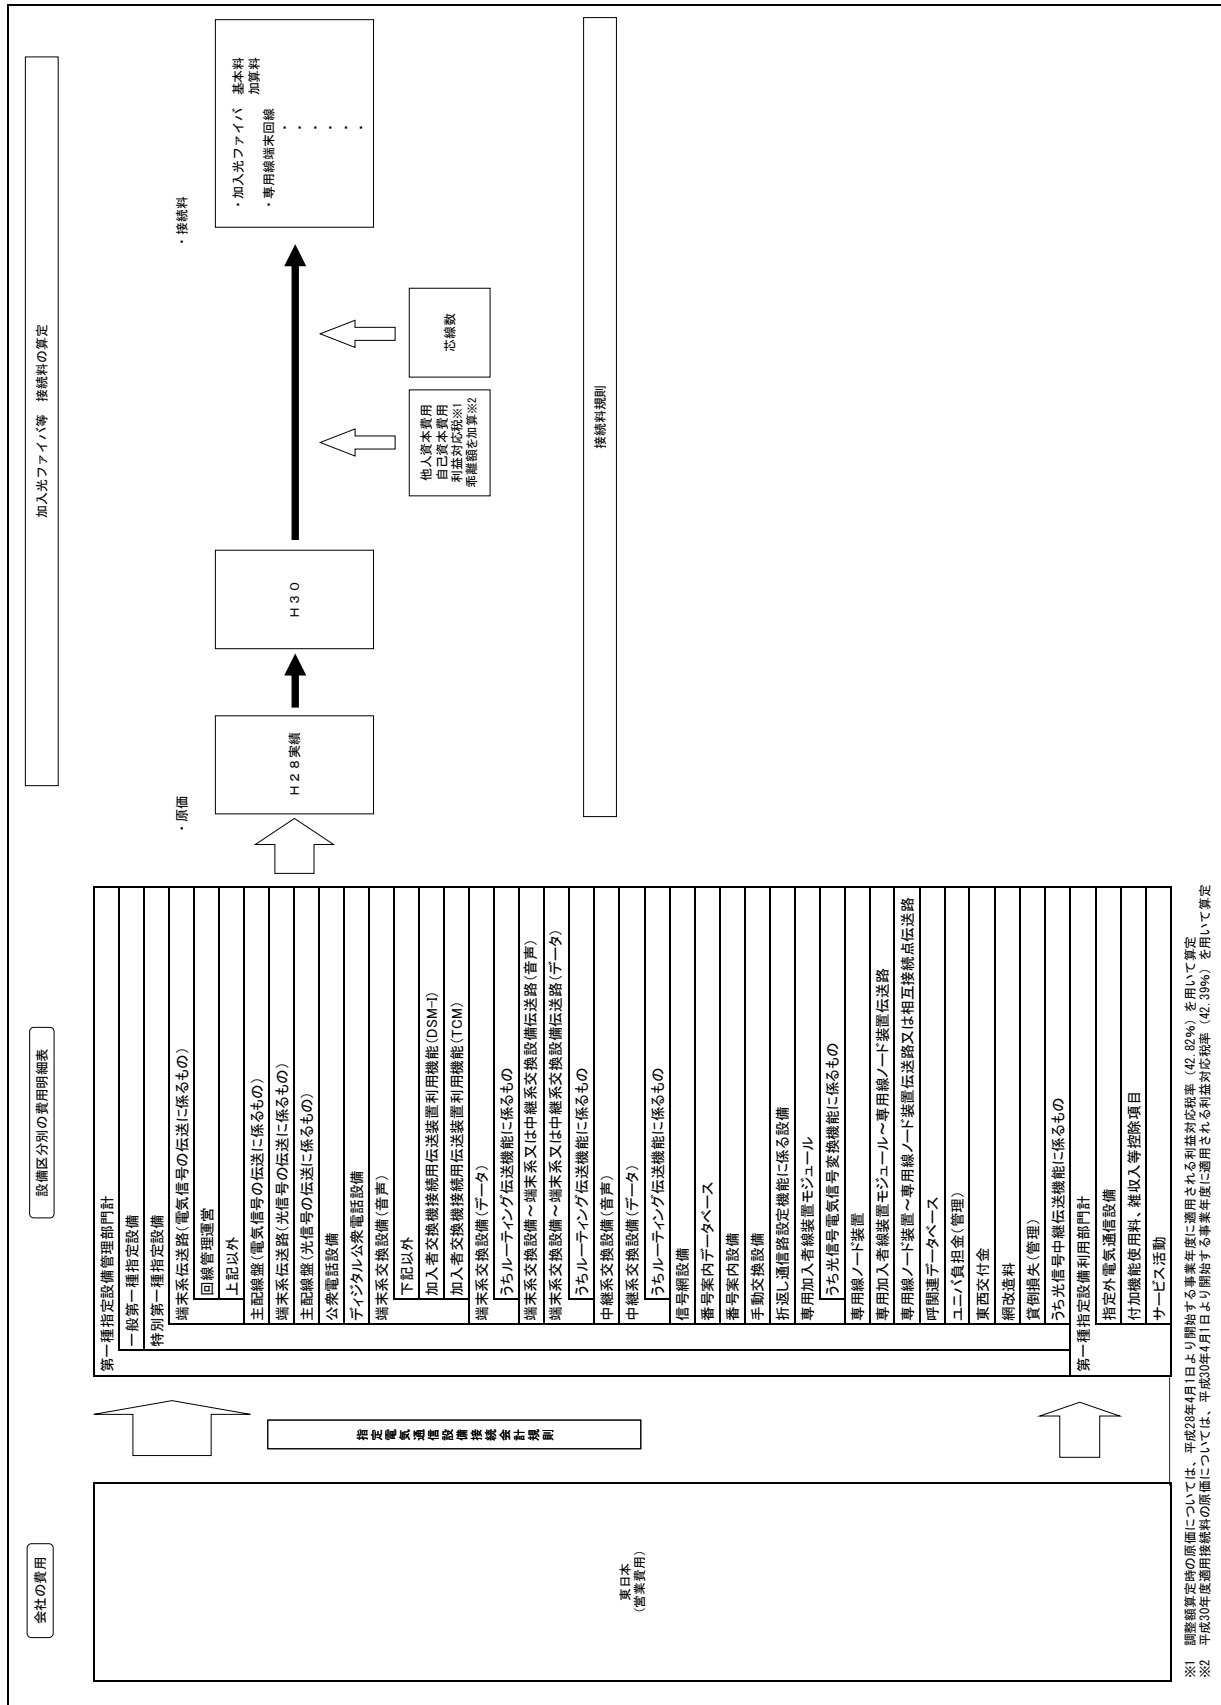 会社の費用
設備区分別の費用明細表
加入光ファイバ等　接続料の算定
東日本
(営業費用)
指定電気通信設備接続会計規則
第一種指定設備管理部門計
一般第一種指定設備
特別第一種指定設備
端末系伝送路(電気信号の伝送に係るもの)
回線管理運営
上記以外
主配線盤(電気信号の伝送に係るもの)
端末系伝送路(光信号の伝送に係るもの)
主配線盤(光信号の伝送に係るもの)
公衆電話設備
ディジタル公衆電話設備
端末系交換設備(音声)
下記以外
加入者交換機接続用伝送装置利用機能(DSM-I)
加入者交換機接続用伝送装置利用機能(TCM)
端末系交換設備(データ)
うちルーティング伝送機能に係るもの
端末系交換設備～端末系又は中継系交換設備伝送路(音声)
端末系交換設備～端末系又は中継系交換設備伝送路(データ)
うちルーティング伝送機能に係るもの
中継系交換設備(音声)
中継系交換設備(データ)
うちルーティング伝送機能に係るもの
信号網設備
番号案内データベース
番号案内設備
手動交換設備
折返し通信路設定機能に係る設備
専用加入者線装置モジュール
うち光信号電気信号変換機能に係るもの
専用線ノード装置
専用加入者線装置モジュール～専用線ノード装置伝送路
専用線ノード装置～専用線ノード装置伝送路又は相互接続点伝送路
呼関連データベース
ユニバ負担金(管理)
東西交付金
網改造料
貸倒損失(管理)
うち光信号中継伝送機能に係るもの
第一種指定設備利用部門計
指定外電気通信設備
付加機能使用料、雑収入等控除項目
サービス活動
・原価
H28実績
H30
他人資本費用
自己資本費用
利益対応税※1
乖離額を加算※2
芯線数
・接続料
・加入光ファイバ　基本料
加算料
・専用線端末回線
・
・
・
・
・
・
接続料規則
※1　調整額算定時の原価については、平成28年4月1日より開始する事業年度に適用される利益対応税率（42.82%）を用いて算定
※2　平成30年度適用接続料の原価については、平成30年4月1日より開始する事業年度に適用される利益対応税率（42.39%）を用いて算定